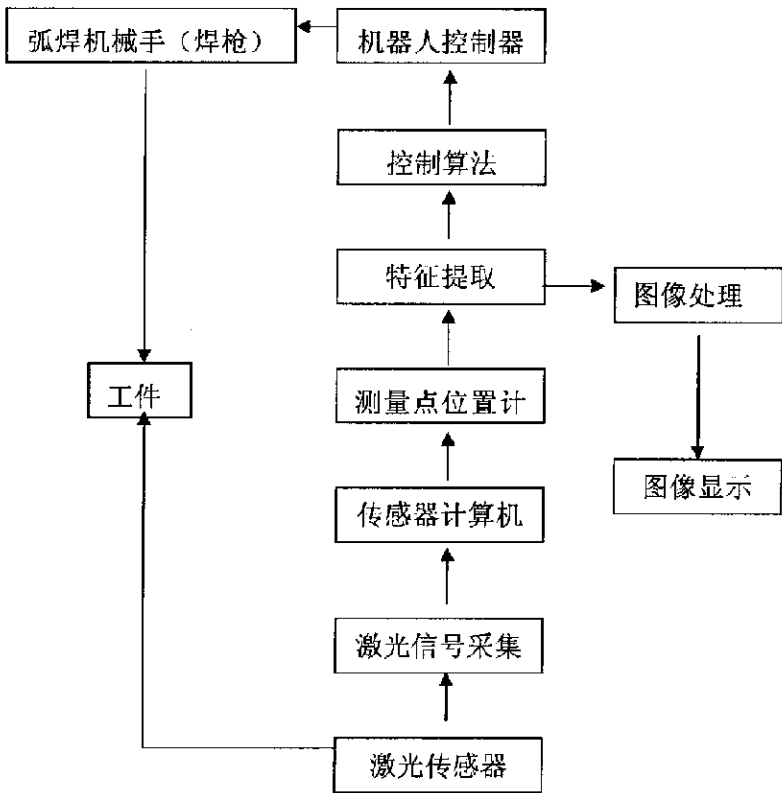 弧焊机械手（焊枪）
机器人控制器
控制算法
特征提取
图像处理
工件
测量点位置计
图像显示
传感器计算机
激光信号采集
激光传感器